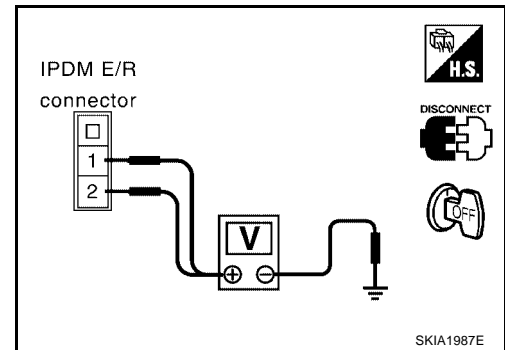 IPDM E/R
connector
H.S.
DISCONNECT
1
2
OFF
V
+ -
SKIA1987E